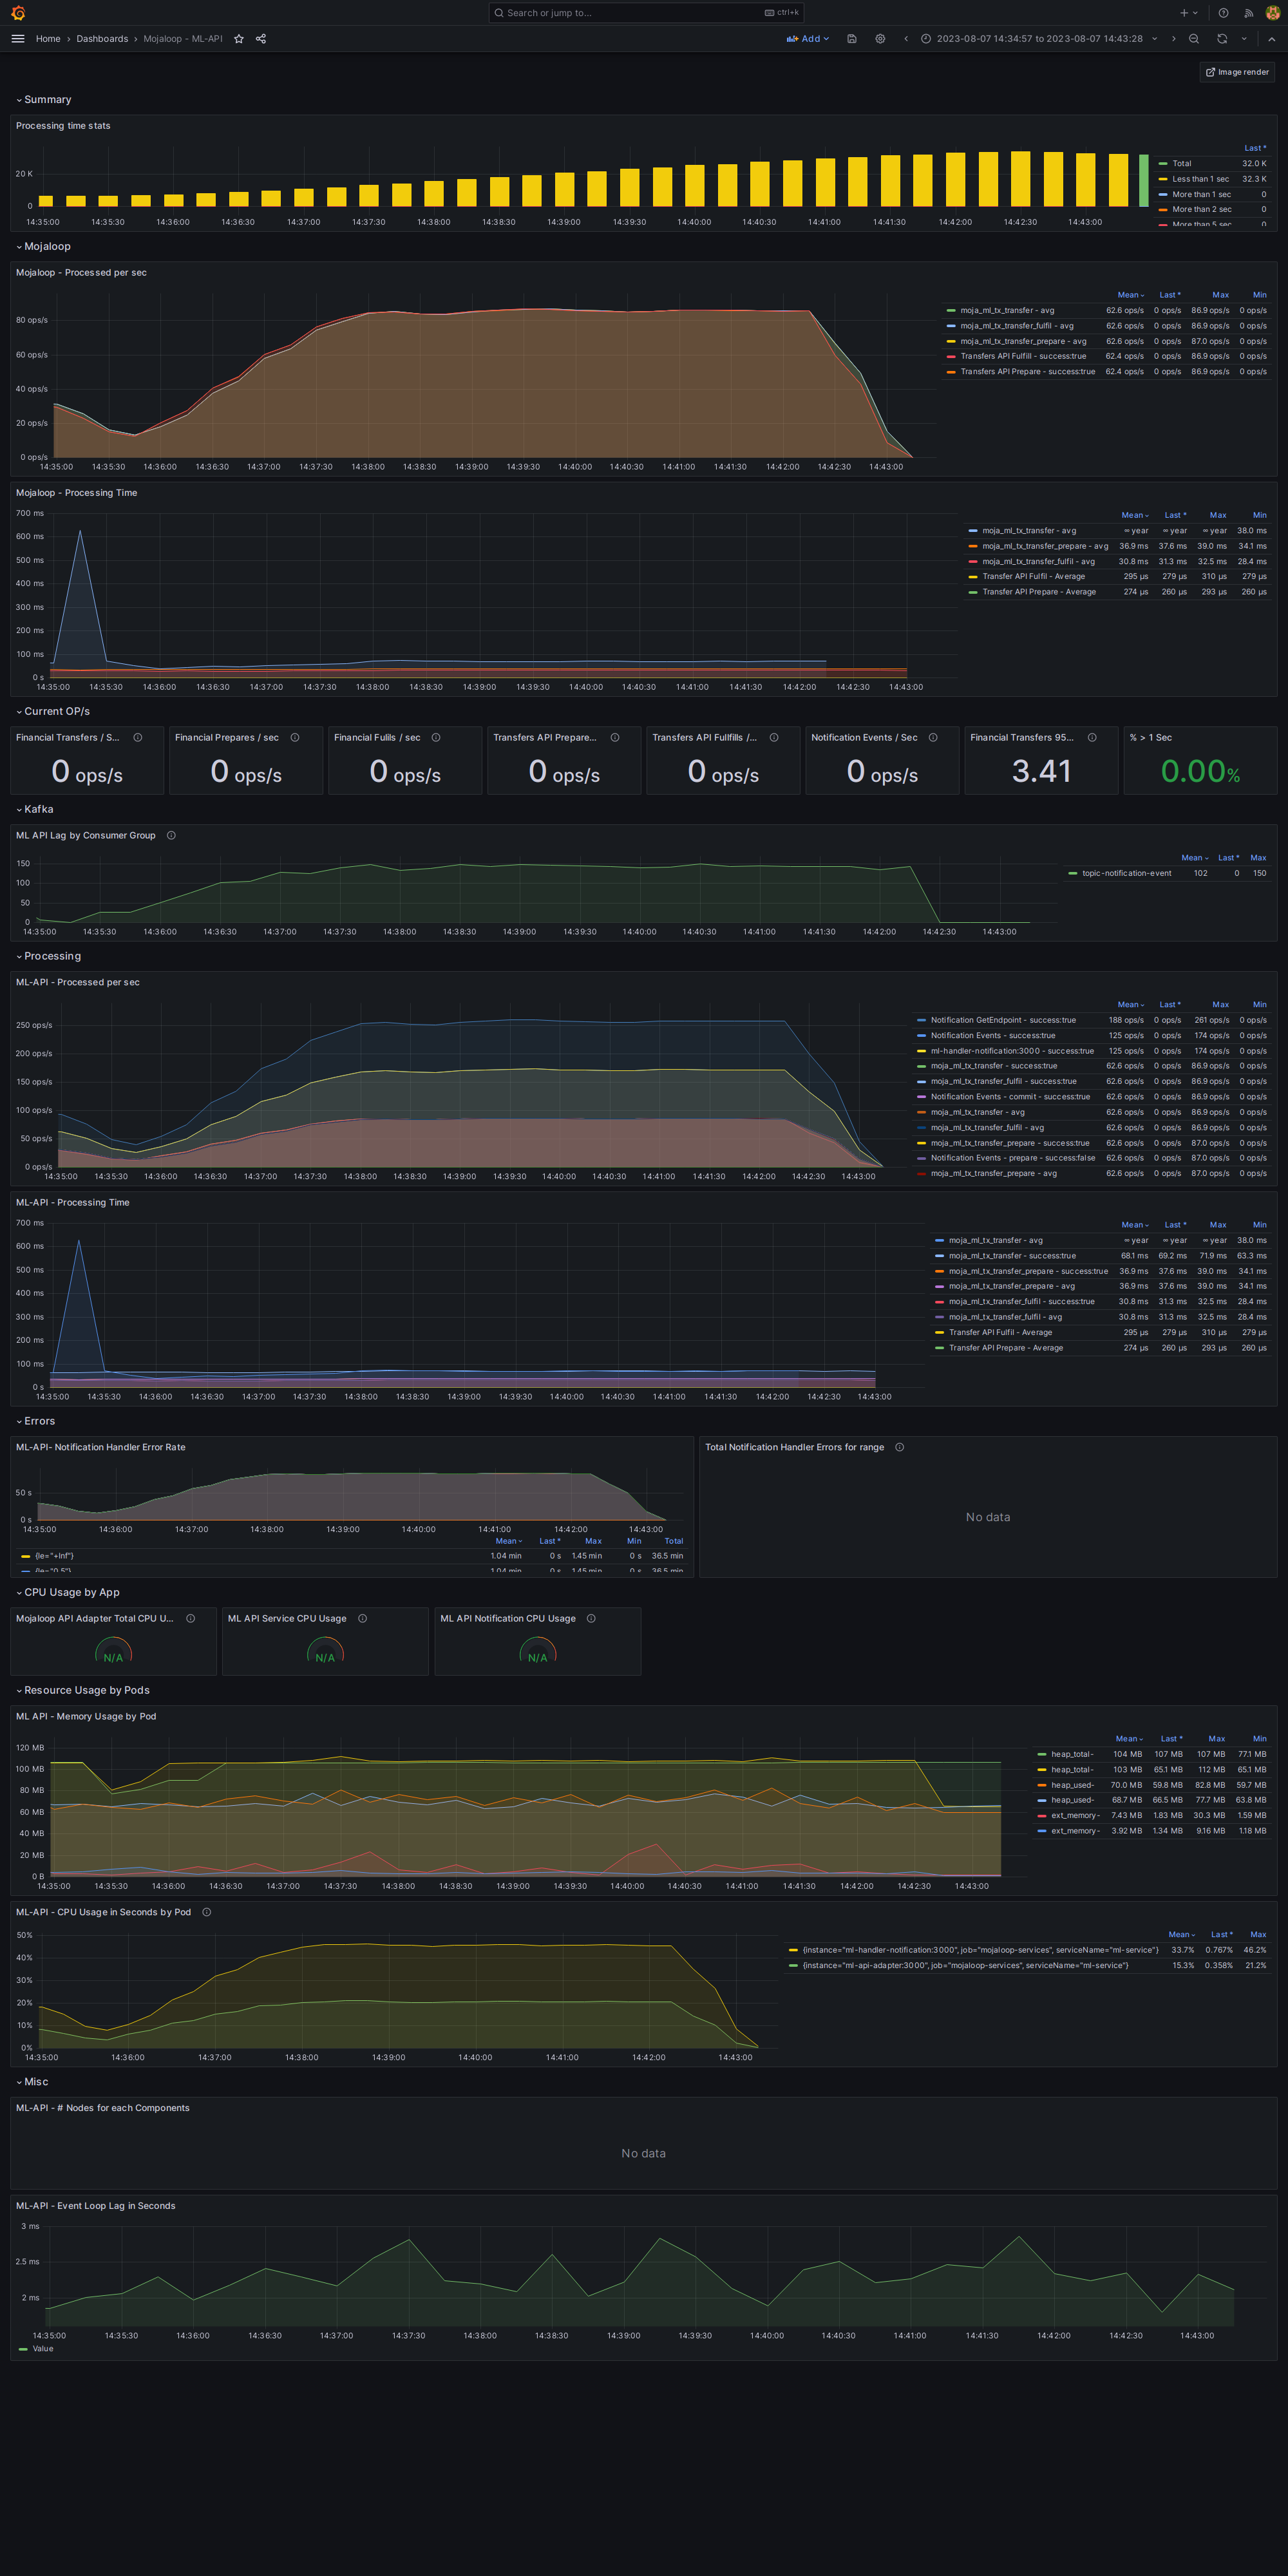 Search or jump to... ctrl+k
Home › Dashboards › Mojaloop - ML-API Add 2023-08-07 14:34:57 to 2023-08-07 14:43:28
Image render
Summary
Processing time stats
20 K
0
14:35:00 14:35:30 14:36:00 14:36:30 14:37:00 14:37:30 14:38:00 14:38:30 14:39:00 14:39:30 14:40:00 14:40:30 14:41:00 14:41:30 14:42:00 14:42:30 14:43:00
Last *
Total 32.0 K
Less than 1 sec 32.3 K
More than 1 sec 0
More than 2 sec 0
More than 5 sec 0
Mojaloop
Mojaloop - Processed per sec
80 ops/s
60 ops/s
40 ops/s
20 ops/s
0 ops/s
14:35:00 14:35:30 14:36:00 14:36:30 14:37:00 14:37:30 14:38:00 14:38:30 14:39:00 14:39:30 14:40:00 14:40:30 14:41:00 14:41:30 14:42:00 14:42:30 14:43:00
Mean Last * Max Min
moja_ml_tx_transfer - avg 62.6 ops/s 0 ops/s 86.9 ops/s 0 ops/s
moja_ml_tx_transfer_fulfil - avg 62.6 ops/s 0 ops/s 86.9 ops/s 0 ops/s
moja_ml_tx_transfer_prepare - avg 62.6 ops/s 0 ops/s 87.0 ops/s 0 ops/s
Transfers API Fulfill - success:true 62.4 ops/s 0 ops/s 86.9 ops/s 0 ops/s
Transfers API Prepare - success:true 62.4 ops/s 0 ops/s 86.9 ops/s 0 ops/s
Mojaloop - Processing Time
700 ms
600 ms
500 ms
400 ms
300 ms
200 ms
100 ms
0 s
14:35:00 14:35:30 14:36:00 14:36:30 14:37:00 14:37:30 14:38:00 14:38:30 14:39:00 14:39:30 14:40:00 14:40:30 14:41:00 14:41:30 14:42:00 14:42:30 14:43:00
Mean Last * Max Min
moja_ml_tx_transfer - avg ∞ year ∞ year ∞ year 38.0 ms
moja_ml_tx_transfer_prepare - avg 36.9 ms 37.6 ms 39.0 ms 34.1 ms
moja_ml_tx_transfer_fulfil - avg 30.8 ms 31.3 ms 32.5 ms 28.4 ms
Transfer API Fulfil - Average 295 µs 279 µs 310 µs 279 µs
Transfer API Prepare - Average 274 µs 260 µs 293 µs 260 µs
Current OP/s
Financial Transfers / S... Financial Prepares / sec Financial Fulils / sec Transfers API Prepare... Transfers API Fullfills /... Notification Events / Sec Financial Transfers 95... % > 1 Sec
0 ops/s 0 ops/s 0 ops/s 0 ops/s 0 ops/s 0 ops/s 3.41 0.00%
Kafka
ML API Lag by Consumer Group
150
100
50
0
14:35:00 14:35:30 14:36:00 14:36:30 14:37:00 14:37:30 14:38:00 14:38:30 14:39:00 14:39:30 14:40:00 14:40:30 14:41:00 14:41:30 14:42:00 14:42:30 14:43:00
Mean Last * Max
topic-notification-event 102 0 150
Processing
ML-API - Processed per sec
250 ops/s
200 ops/s
150 ops/s
100 ops/s
50 ops/s
0 ops/s
14:35:00 14:35:30 14:36:00 14:36:30 14:37:00 14:37:30 14:38:00 14:38:30 14:39:00 14:39:30 14:40:00 14:40:30 14:41:00 14:41:30 14:42:00 14:42:30 14:43:00
Mean Last * Max Min
Notification GetEndpoint - success:true 188 ops/s 0 ops/s 261 ops/s 0 ops/s
Notification Events - success:true 125 ops/s 0 ops/s 174 ops/s 0 ops/s
ml-handler-notification:3000 - success:true 125 ops/s 0 ops/s 174 ops/s 0 ops/s
moja_ml_tx_transfer - success:true 62.6 ops/s 0 ops/s 86.9 ops/s 0 ops/s
moja_ml_tx_transfer_fulfil - success:true 62.6 ops/s 0 ops/s 86.9 ops/s 0 ops/s
Notification Events - commit - success:true 62.6 ops/s 0 ops/s 86.9 ops/s 0 ops/s
moja_ml_tx_transfer - avg 62.6 ops/s 0 ops/s 86.9 ops/s 0 ops/s
moja_ml_tx_transfer_fulfil - avg 62.6 ops/s 0 ops/s 86.9 ops/s 0 ops/s
moja_ml_tx_transfer_prepare - success:true 62.6 ops/s 0 ops/s 87.0 ops/s 0 ops/s
Notification Events - prepare - success:false 62.6 ops/s 0 ops/s 87.0 ops/s 0 ops/s
moja_ml_tx_transfer_prepare - avg 62.6 ops/s 0 ops/s 87.0 ops/s 0 ops/s
ML-API - Processing Time
700 ms
600 ms
500 ms
400 ms
300 ms
200 ms
100 ms
0 s
14:35:00 14:35:30 14:36:00 14:36:30 14:37:00 14:37:30 14:38:00 14:38:30 14:39:00 14:39:30 14:40:00 14:40:30 14:41:00 14:41:30 14:42:00 14:42:30 14:43:00
Mean Last * Max Min
moja_ml_tx_transfer - avg ∞ year ∞ year ∞ year 38.0 ms
moja_ml_tx_transfer - success:true 68.1 ms 69.2 ms 71.9 ms 63.3 ms
moja_ml_tx_transfer_prepare - success:true 36.9 ms 37.6 ms 39.0 ms 34.1 ms
moja_ml_tx_transfer_prepare - avg 36.9 ms 37.6 ms 39.0 ms 34.1 ms
moja_ml_tx_transfer_fulfil - success:true 30.8 ms 31.3 ms 32.5 ms 28.4 ms
moja_ml_tx_transfer_fulfil - avg 30.8 ms 31.3 ms 32.5 ms 28.4 ms
Transfer API Fulfil - Average 295 µs 279 µs 310 µs 279 µs
Transfer API Prepare - Average 274 µs 260 µs 293 µs 260 µs
Errors
ML-API- Notification Handler Error Rate
50 s
0 s
14:35:00 14:36:00 14:37:00 14:38:00 14:39:00 14:40:00 14:41:00 14:42:00 14:43:00
Mean Last * Max Min Total
{le="+Inf"} 1.04 min 0 s 1.45 min 0 s 36.5 min
{le="0.5"} 1.04 min 0 s 1.45 min 0 s 36.5 min
Total Notification Handler Errors for range
No data
CPU Usage by App
Mojaloop API Adapter Total CPU U... ML API Service CPU Usage ML API Notification CPU Usage
N/A N/A N/A
Resource Usage by Pods
ML API - Memory Usage by Pod
120 MB
100 MB
80 MB
60 MB
40 MB
20 MB
0 B
14:35:00 14:35:30 14:36:00 14:36:30 14:37:00 14:37:30 14:38:00 14:38:30 14:39:00 14:39:30 14:40:00 14:40:30 14:41:00 14:41:30 14:42:00 14:42:30 14:43:00
Mean Last * Max Min
heap_total- 104 MB 107 MB 107 MB 77.1 MB
heap_total- 103 MB 65.1 MB 112 MB 65.1 MB
heap_used- 70.0 MB 59.8 MB 82.8 MB 59.7 MB
heap_used- 68.7 MB 66.5 MB 77.7 MB 63.8 MB
ext_memory- 7.43 MB 1.83 MB 30.3 MB 1.59 MB
ext_memory- 3.92 MB 1.34 MB 9.16 MB 1.18 MB
ML-API - CPU Usage in Seconds by Pod
50%
40%
30%
20%
10%
0%
14:35:00 14:36:00 14:37:00 14:38:00 14:39:00 14:40:00 14:41:00 14:42:00 14:43:00
Mean Last * Max
{instance="ml-handler-notification:3000", job="mojaloop-services", serviceName="ml-service"} 33.7% 0.767% 46.2%
{instance="ml-api-adapter:3000", job="mojaloop-services", serviceName="ml-service"} 15.3% 0.358% 21.2%
Misc
ML-API - # Nodes for each Components
No data
ML-API - Event Loop Lag in Seconds
3 ms
2.5 ms
2 ms
14:35:00 14:35:30 14:36:00 14:36:30 14:37:00 14:37:30 14:38:00 14:38:30 14:39:00 14:39:30 14:40:00 14:40:30 14:41:00 14:41:30 14:42:00 14:42:30 14:43:00
Value